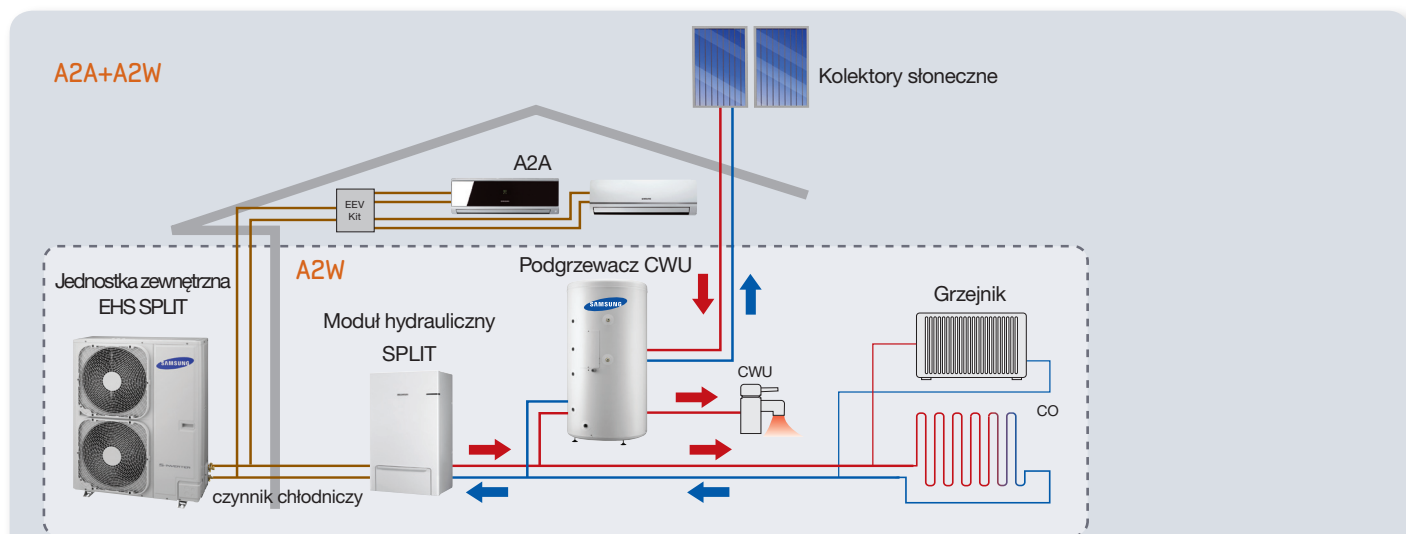 A2A+A2W
Kolektory słoneczne
A2A
EEV
Kit
A2W
Jednostka zewnętrzna
EHS SPLIT
Podgrzewacz CWU
Moduł hydrauliczny
SPLIT
Grzejnik
SAMSUNG
SAMSUNG
CWU
CO
czynnik chłodniczy